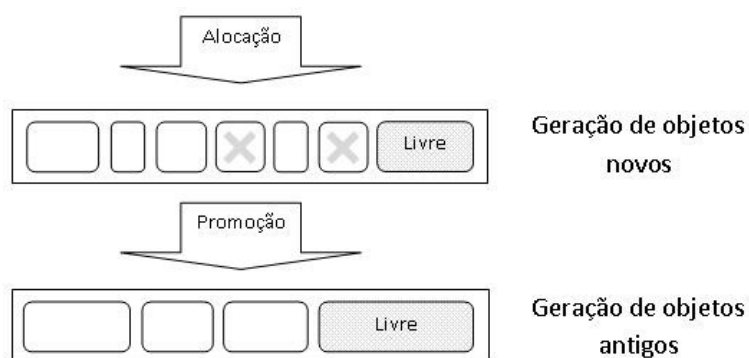 Alocação
Livre
Geração de objetos
novos
Promoção
Livre
Geração de objetos
antigos